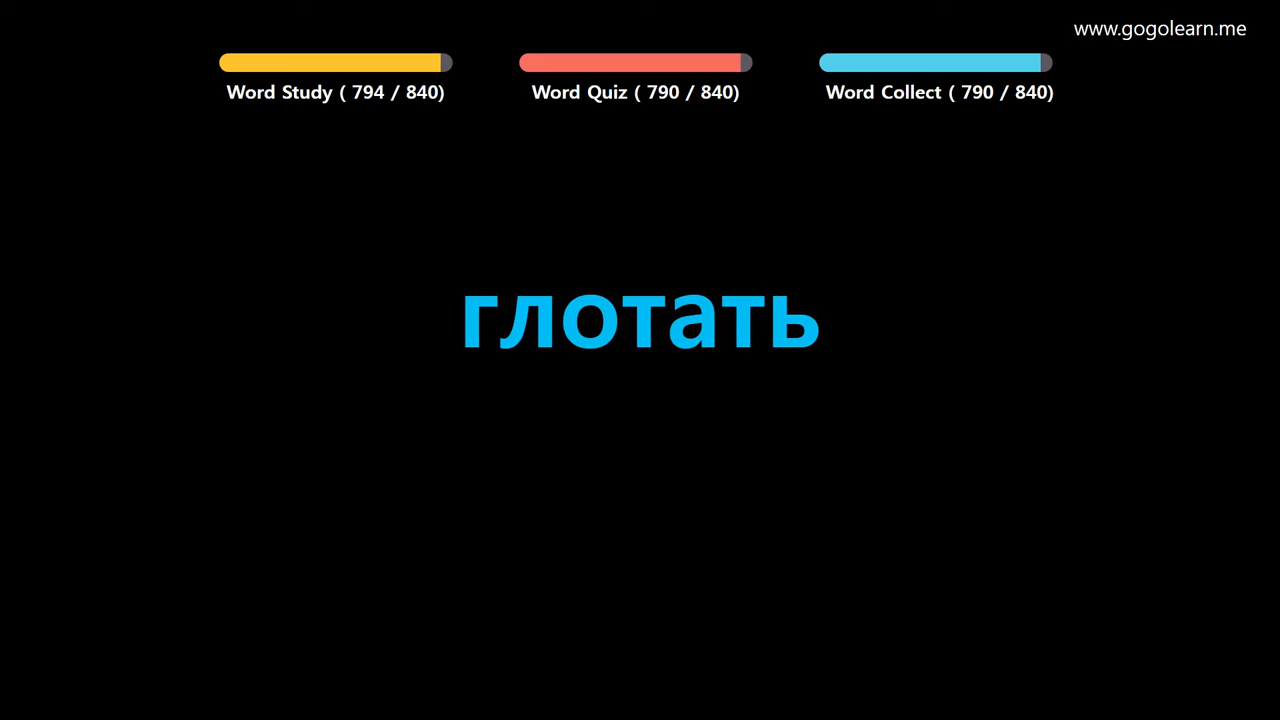 www.gogolearn.me
Word Study ( 794 / 840)
Word Quiz ( 790 / 840)
Word Collect ( 790 / 840)
глотать